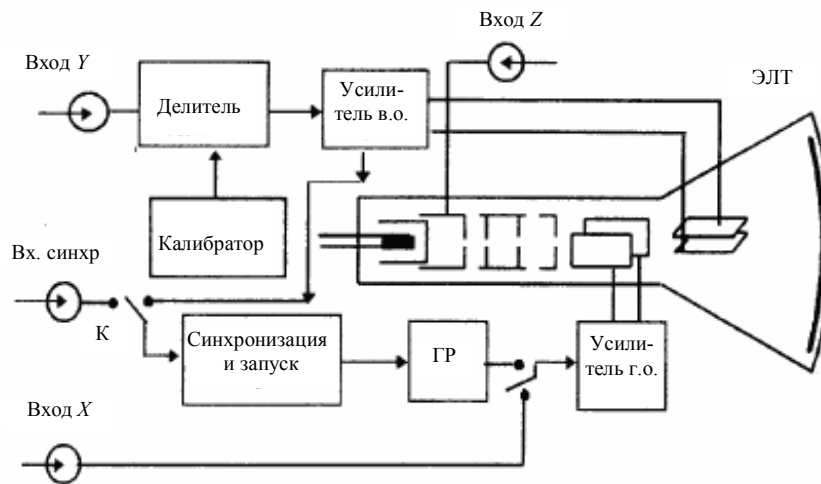 Вход Z
Вход Y
ЭЛТ
Делитель
Усили-
тель в.о.
Калибратор
Вх. синхр
К
Синхронизация
и запуск
ГР
Усили-
тель г.о.
Вход X